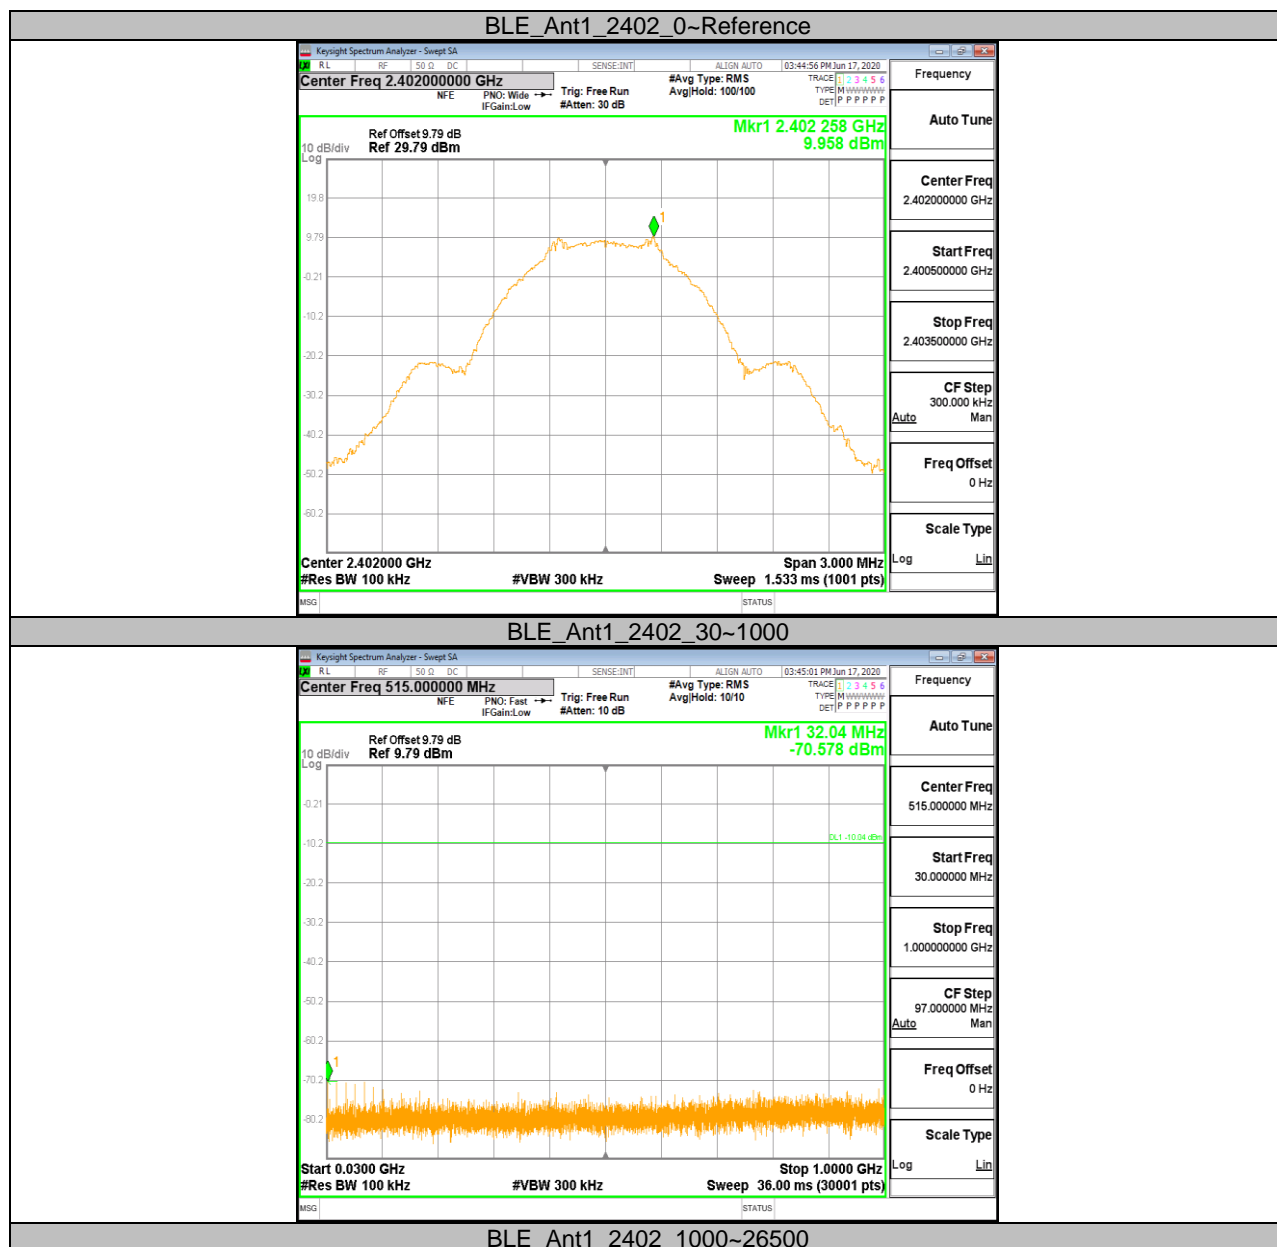 BLE_Ant1_2402_0~Reference
Keysight Spectrum Analyzer - Swept SA
RL RF 50 Ω DC SENSE:INT ALIGN AUTO 03:44:56 PM Jun 17, 2020
Center Freq 2.402000000 GHz
NFE
PNO: Wide
IFGain:Low
Trig: Free Run
#Atten: 30 dB
#Avg Type: RMS
Avg|Hold: 100/100
TRACE 1 2 3 4 5 6
TYPE M WWWWW
DET P P P P P P
Mkr1 2.402 258 GHz
9.958 dBm
Ref Offset 9.79 dB
10 dB/div Ref 29.79 dBm
Log
19.8
9.79
-0.21
-10.2
-20.2
-30.2
-40.2
-50.2
-60.2
1
Center 2.402000 GHz Span 3.000 MHz
#Res BW 100 kHz #VBW 300 kHz Sweep 1.533 ms (1001 pts)
MSG STATUS
Frequency
Auto Tune
Center Freq
2.402000000 GHz
Start Freq
2.400500000 GHz
Stop Freq
2.403500000 GHz
CF Step
300.000 kHz
Auto Man
Freq Offset
0 Hz
Scale Type
Log Lin
BLE_Ant1_2402_30~1000
Keysight Spectrum Analyzer - Swept SA
RL RF 50 Ω DC SENSE:INT ALIGN AUTO 03:45:01 PM Jun 17, 2020
Center Freq 515.000000 MHz
NFE
PNO: Fast
IFGain:Low
Trig: Free Run
#Atten: 10 dB
#Avg Type: RMS
Avg|Hold: 10/10
TRACE 1 2 3 4 5 6
TYPE M WWWWW
DET P P P P P P
Mkr1 32.04 MHz
-70.578 dBm
Ref Offset 9.79 dB
10 dB/div Ref 9.79 dBm
Log
-0.21
-10.2
-20.2
-30.2
-40.2
-50.2
-60.2
-70.2
-80.2
DL1 -10.04 dBm
1
Start 0.0300 GHz Stop 1.0000 GHz
#Res BW 100 kHz #VBW 300 kHz Sweep 36.00 ms (30001 pts)
MSG STATUS
Frequency
Auto Tune
Center Freq
515.000000 MHz
Start Freq
30.000000 MHz
Stop Freq
1.000000000 GHz
CF Step
97.000000 MHz
Auto Man
Freq Offset
0 Hz
Scale Type
Log Lin
BLE_Ant1_2402_1000~26500